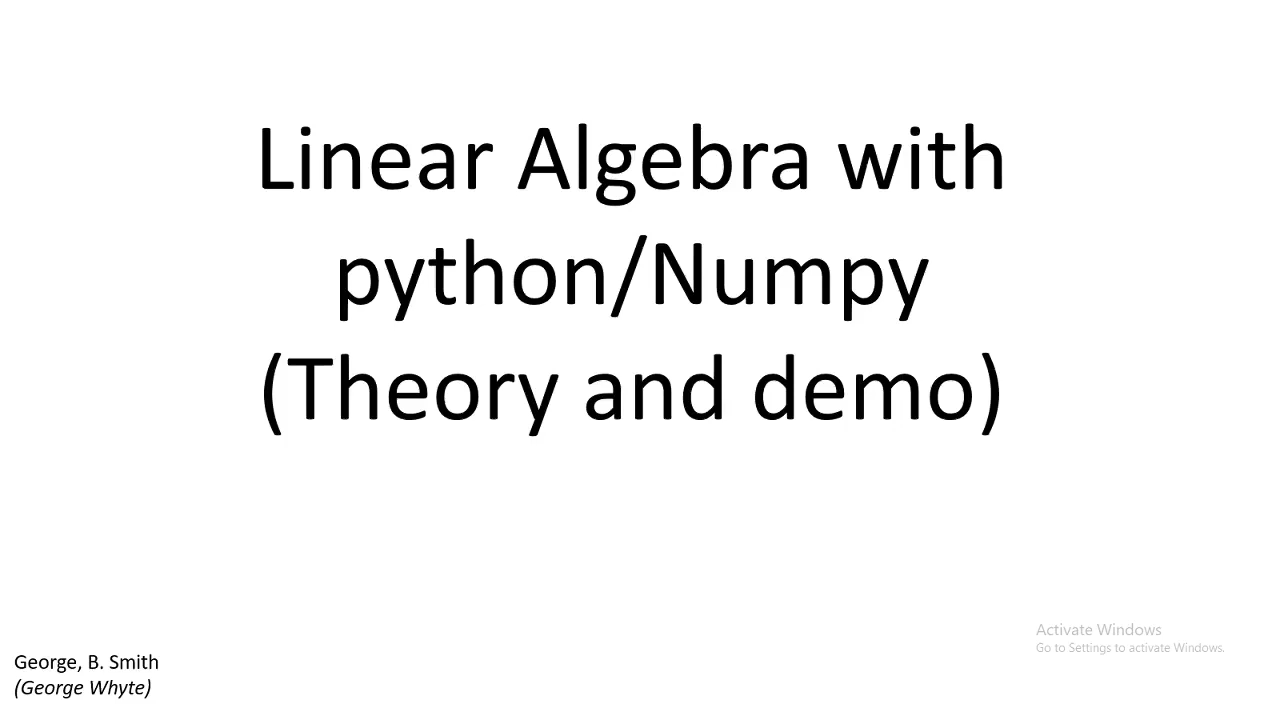 Linear Algebra with
python/Numpy
(Theory and demo)
Activate Windows
Go to Settings to activate Windows.
George, B. Smith
(George Whyte)